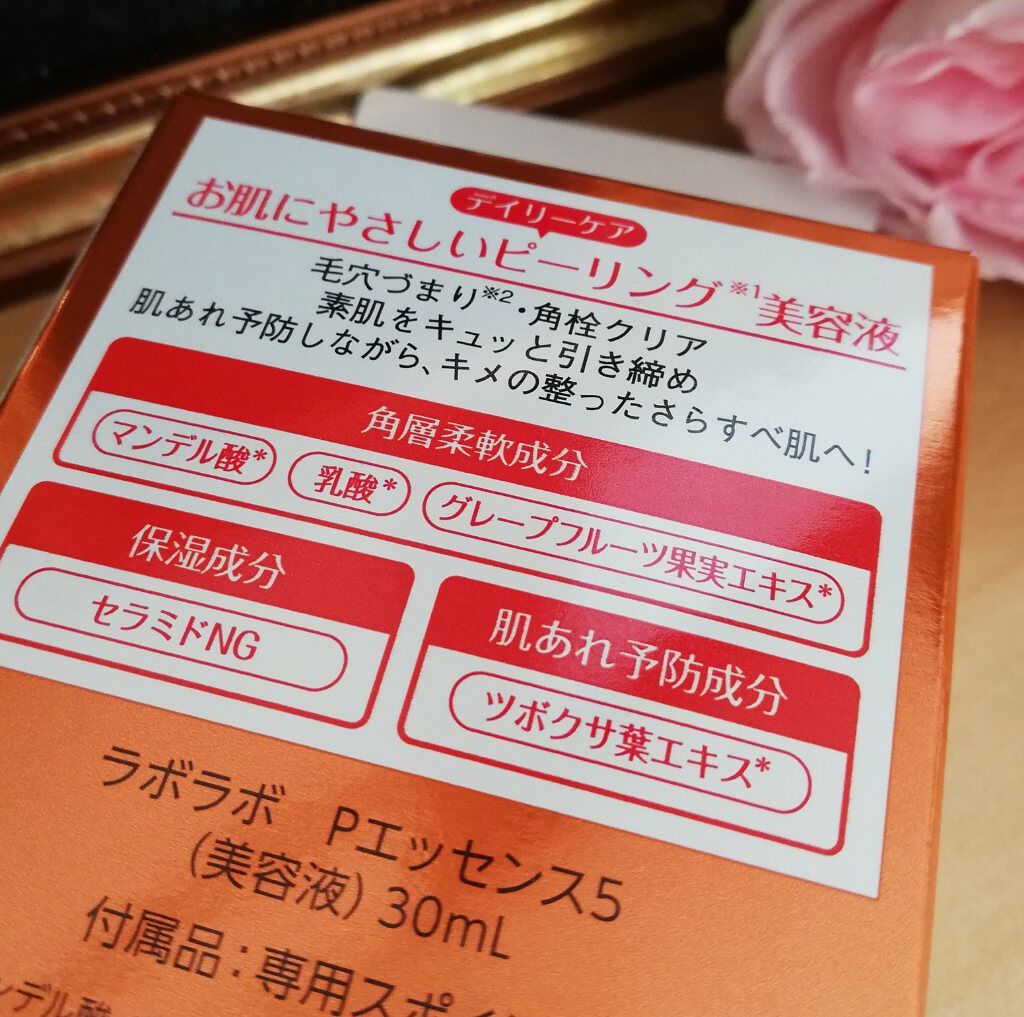 デイリーケア
お肌にやさしいピーリング※1美容液
毛穴づまり※2・角栓クリア
素肌をキュッと引き締め
肌あれ予防しながら、キメの整ったさらすべ肌へ!
角層柔軟成分
マンデル酸* 乳酸* グレープフルーツ果実エキス*
保湿成分
セラミドNG
肌あれ予防成分
ツボクサ葉エキス*
ラボラボ Pエッセンス5
(美容液) 30mL
付属品:専用スポイ
ンデル酸